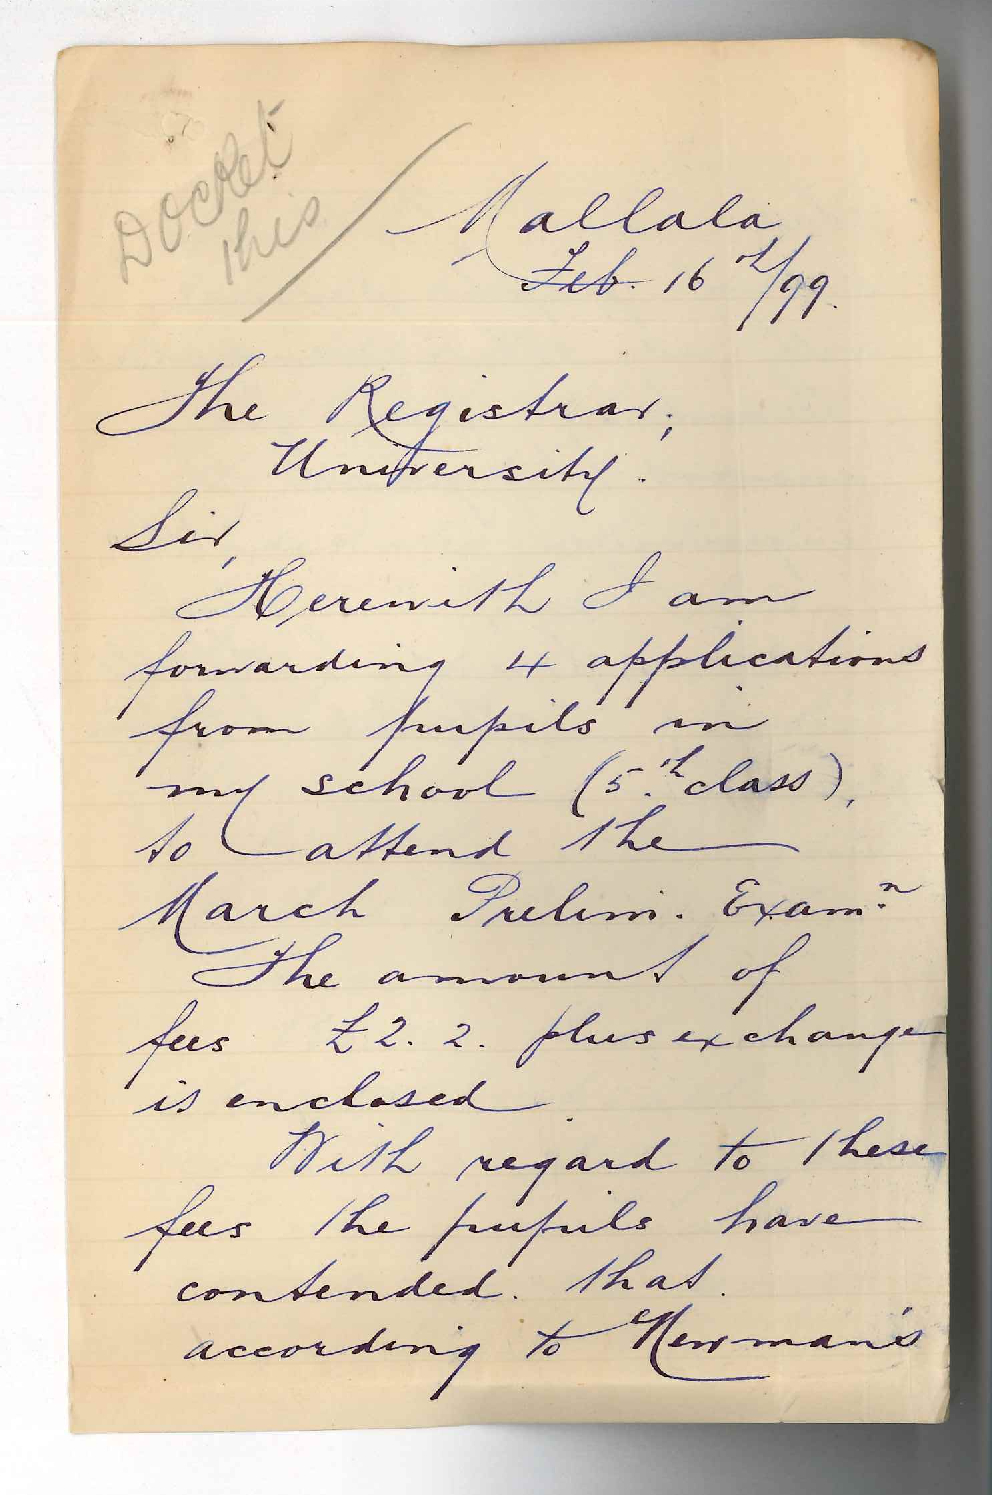 Docket
this
Mallala
Feb. 16th/99.
The Registrar,
University.
Sir,
Herewith I am
forwarding 4 applications
from pupils in
my school (5th class),
to attend the
March Prelim. Examn
The amount of
fees £2. 2. plus exchange
is enclosed
With regard to these
fees the pupils have
contended. that.
according to Newman's